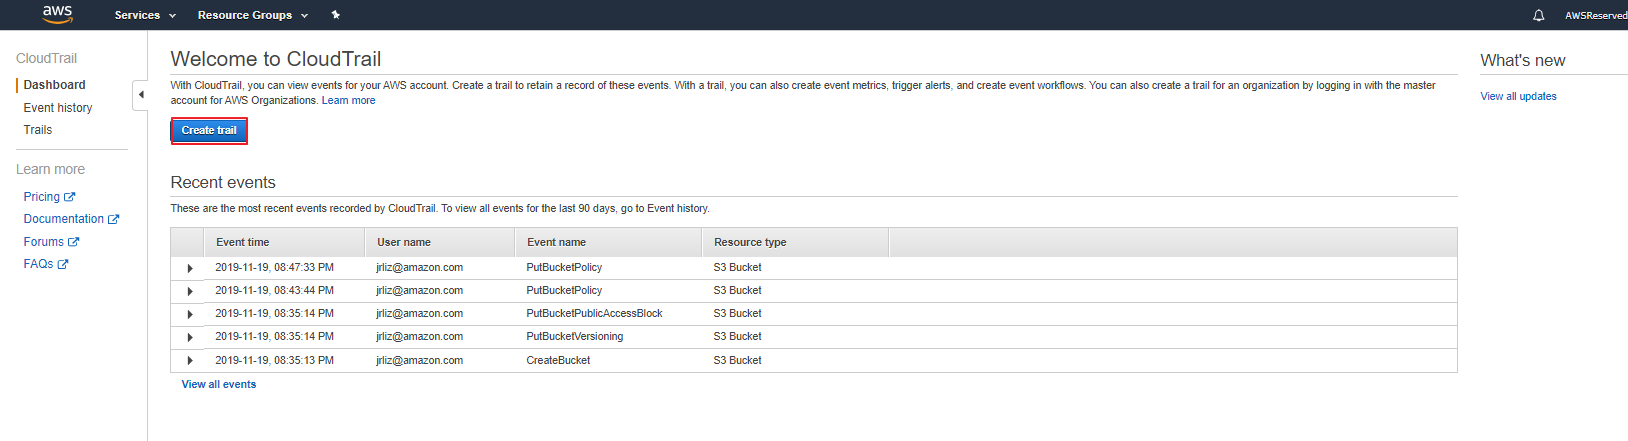 aws Services Resource Groups AWSReserved
CloudTrail
Dashboard
Event history
Trails
Learn more
Pricing
Documentation
Forums
FAQs
Welcome to CloudTrail
With CloudTrail, you can view events for your AWS account. Create a trail to retain a record of these events. With a trail, you can also create event metrics, trigger alerts, and create event workflows. You can also create a trail for an organization by logging in with the master
account for AWS Organizations. Learn more
Create trail
Recent events
These are the most recent events recorded by CloudTrail. To view all events for the last 90 days, go to Event history.
Event time User name Event name Resource type
2019-11-19, 08:47:33 PM jrliz@amazon.com PutBucketPolicy S3 Bucket
2019-11-19, 08:43:44 PM jrliz@amazon.com PutBucketPolicy S3 Bucket
2019-11-19, 08:35:14 PM jrliz@amazon.com PutBucketPublicAccessBlock S3 Bucket
2019-11-19, 08:35:14 PM jrliz@amazon.com PutBucketVersioning S3 Bucket
2019-11-19, 08:35:13 PM jrliz@amazon.com CreateBucket S3 Bucket
View all events
What's new
View all updates